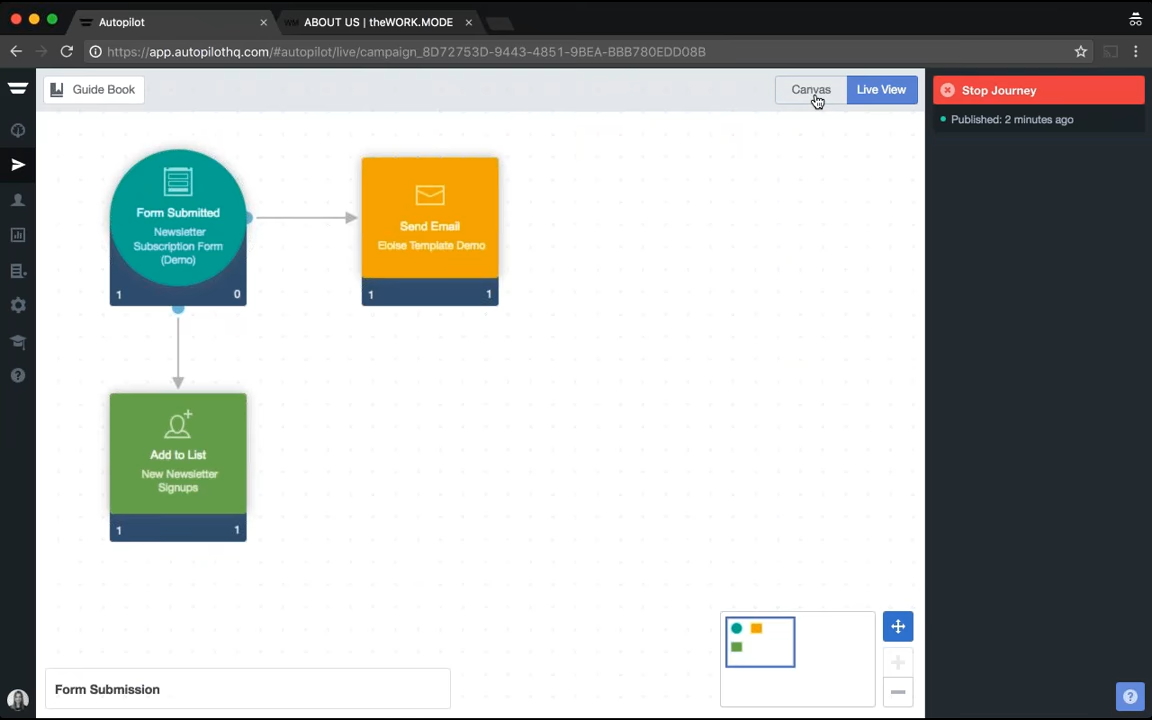 Autopilot
ABOUT US | theWORK.MODE
https://app.autopilothq.com/#autopilot/live/campaign_8D72753D-9443-4851-9BEA-BBB780EDD08B
Guide Book
Canvas
Live View
Stop Journey
Published: 2 minutes ago
Form Submitted
Newsletter
Subscription Form
(Demo)
1 0
Send Email
Eloise Template Demo
1 1
Add to List
New Newsletter
Signups
1 1
Form Submission